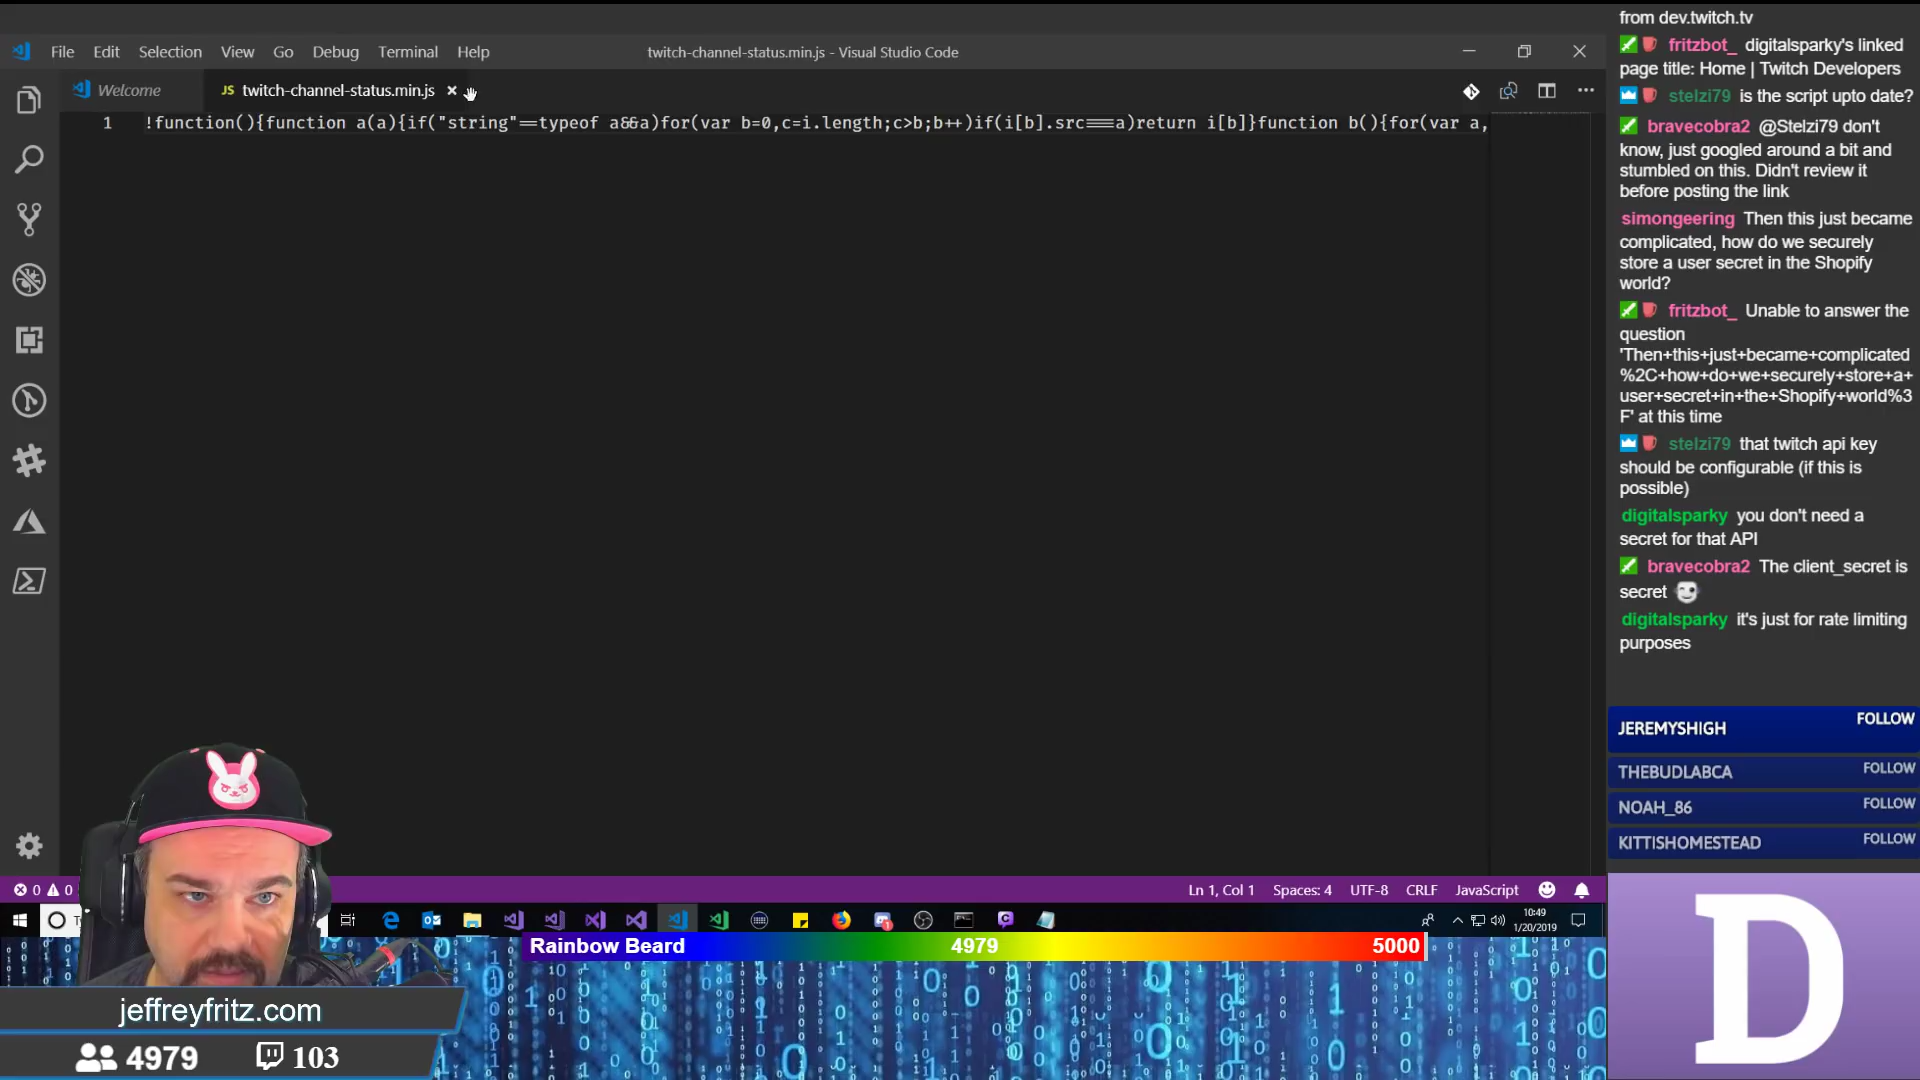 File Edit Selection View Go Debug Terminal Help
twitch-channel-status.min.js - Visual Studio Code
Welcome
JS twitch-channel-status.min.js
1 !function(){function a(a){if("string"==typeof a&&a)for(var b=0,c=i.length;c>b;b++)if(i[b].src===a)return i[b]}function b(){for(var a,
from dev.twitch.tv
fritzbot_ digitalsparky's linked
page title: Home | Twitch Developers
stelzi79 is the script upto date?
bravecobra2 @Stelzi79 don't
know, just googled around a bit and
stumbled on this. Didn't review it
before posting the link
simongeering Then this just became
complicated, how do we securely
store a user secret in the Shopify
world?
fritzbot_ Unable to answer the
question
'Then+this+just+became+complicated
%2C+how+do+we+securely+store+a+
user+secret+in+the+Shopify+world%3
F' at this time
stelzi79 that twitch api key
should be configurable (if this is
possible)
digitalsparky you don't need a
secret for that API
bravecobra2 The client_secret is
secret
digitalsparky it's just for rate limiting
purposes
JEREMYSHIGH FOLLOW
THEBUDLABCA FOLLOW
NOAH_86 FOLLOW
KITTISHOMESTEAD FOLLOW
0 0
Ln 1, Col 1 Spaces: 4 UTF-8 CRLF JavaScript
10:49
1/20/2019
Rainbow Beard 4979 5000
jeffreyfritz.com
4979 103
D